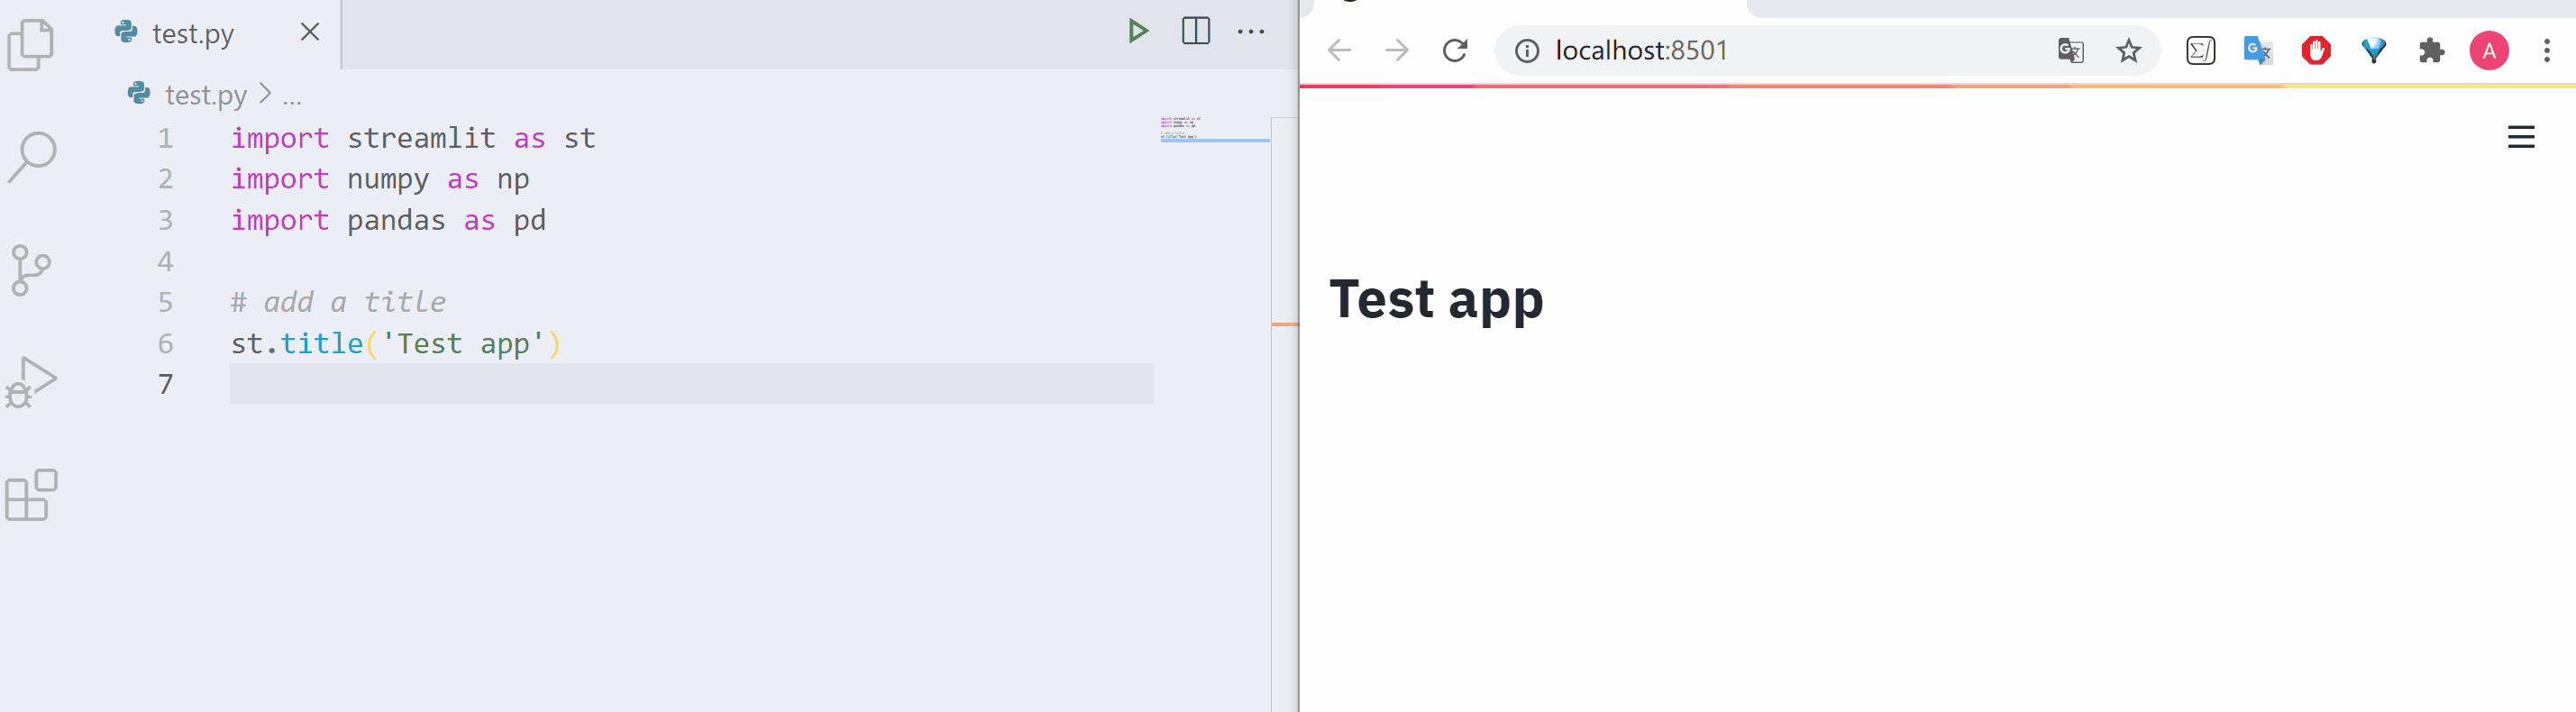 test.py
test.py > ...
1 import streamlit as st
2 import numpy as np
3 import pandas as pd
4
5 # add a title
6 st.title('Test app')
7
localhost:8501
A
Test app